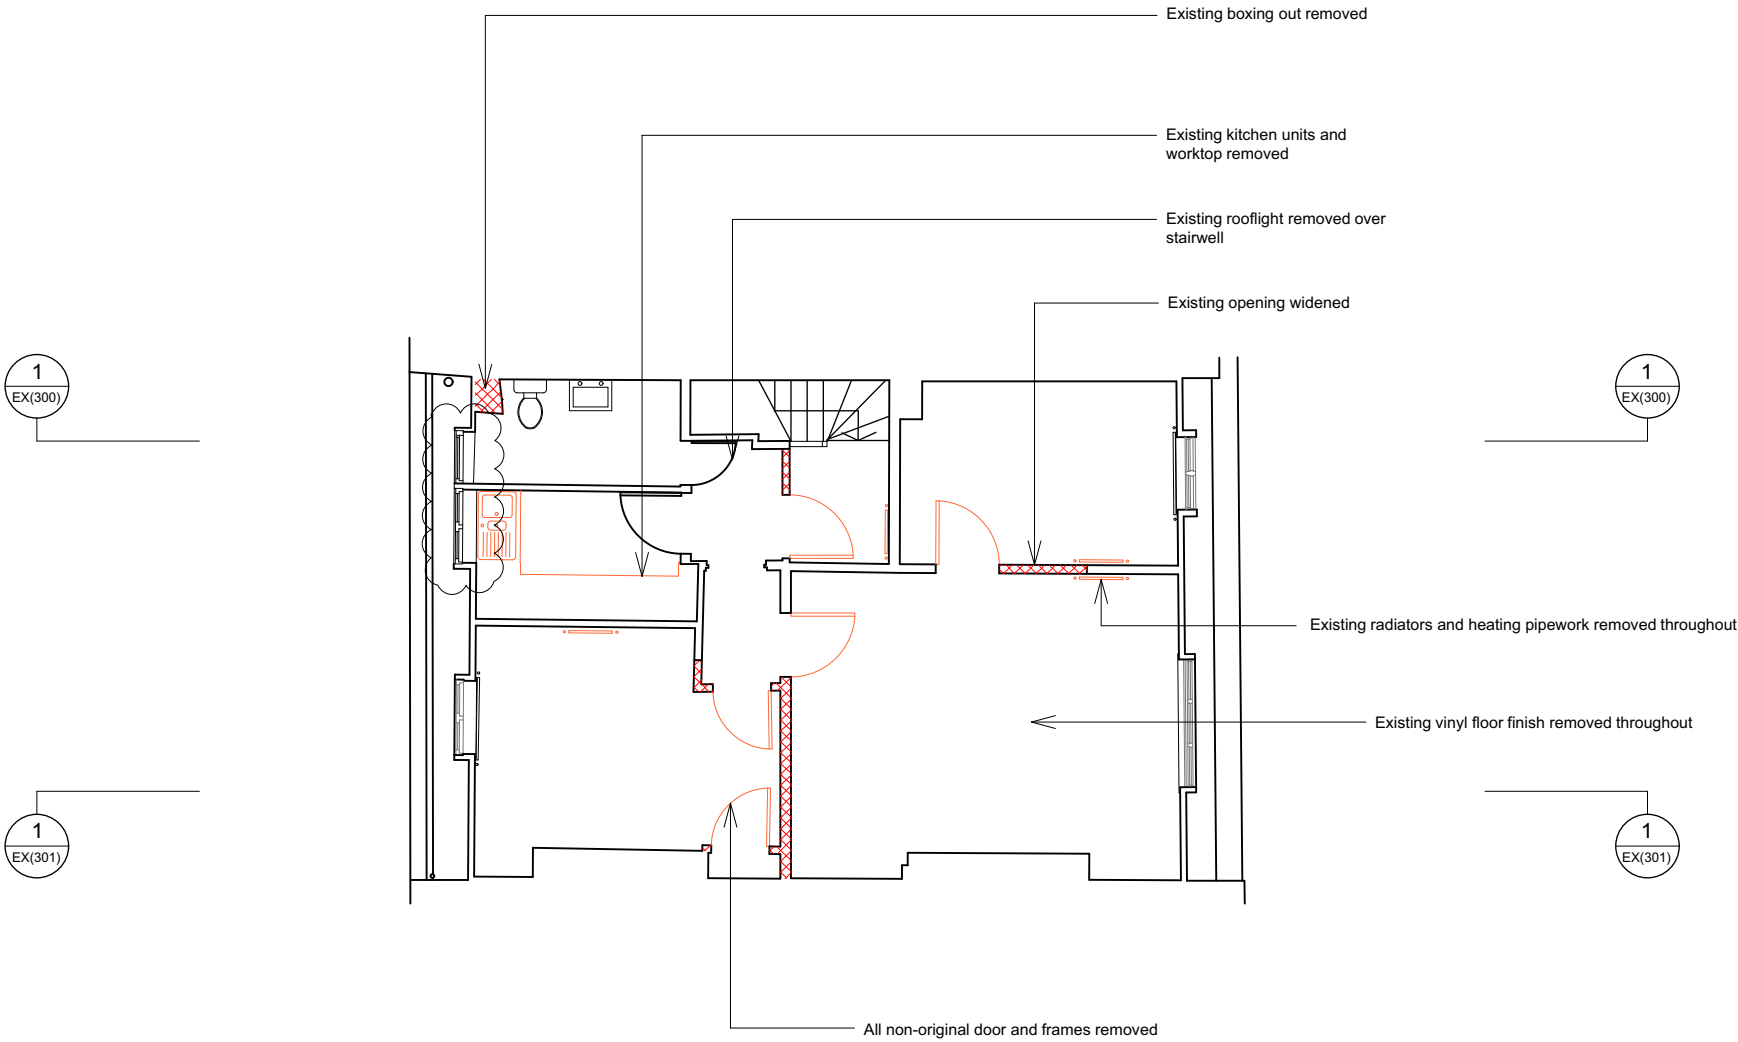 Existing boxing out removed
Existing kitchen units and
worktop removed
Existing rooflight removed over
stairwell
Existing opening widened
1
EX(300)
1
EX(300)
Existing radiators and heating pipework removed throughout
Existing vinyl floor finish removed throughout
1
EX(301)
1
EX(301)
All non-original door and frames removed